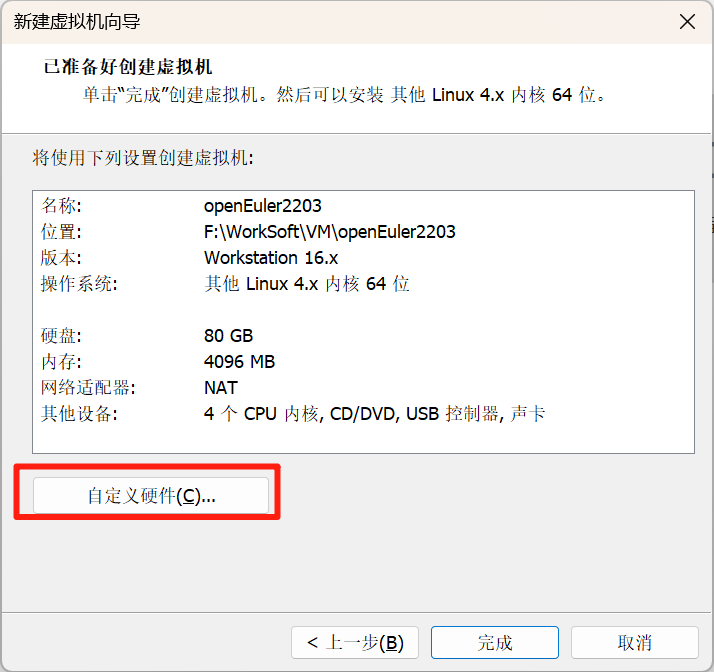 新建虚拟机向导
已准备好创建虚拟机
单击“完成”创建虚拟机。然后可以安装 其他 Linux 4.x 内核 64 位。
将使用下列设置创建虚拟机:
名称: openEuler2203
位置: F:\WorkSoft\VM\openEuler2203
版本: Workstation 16.x
操作系统: 其他 Linux 4.x 内核 64 位
硬盘: 80 GB
内存: 4096 MB
网络适配器: NAT
其他设备: 4 个 CPU 内核, CD/DVD, USB 控制器, 声卡
自定义硬件(C)...
< 上一步(B) 完成 取消